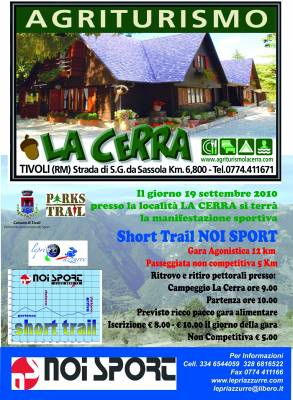 AGRITURISMO
LA CERRA
www.agriturismolacerra.com
TIVOLI (RM) Strada di S.G. da Sassola Km. 6,800 - Tel.0774.411671
PARKS
TRAIL
Comune di Tivoli
Il giorno 19 settembre 2010
presso la località LA CERRA si terrà
la manifestazione sportiva
lepri azzurre
Short Trail NOI SPORT
Gara Agonistica 12 km
Passeggiata non competitiva 5 Km
Ritrovo e ritiro pettorali presso:
Campeggio La Cerra ore 9.00
Partenza ore 10.00
Previsto ricco pacco gara alimentare
Iscrizione € 8.00 - € 10.00 il giorno della gara
Non Competitiva € 5.00
NOI SPORT
partenza
short trail
NOI SPORT
Per Informazioni
Cell. 334 6544059 328 6816522
Fax 0774 411166
www.lepriazzurre.com
lepriazzurre@libero.it